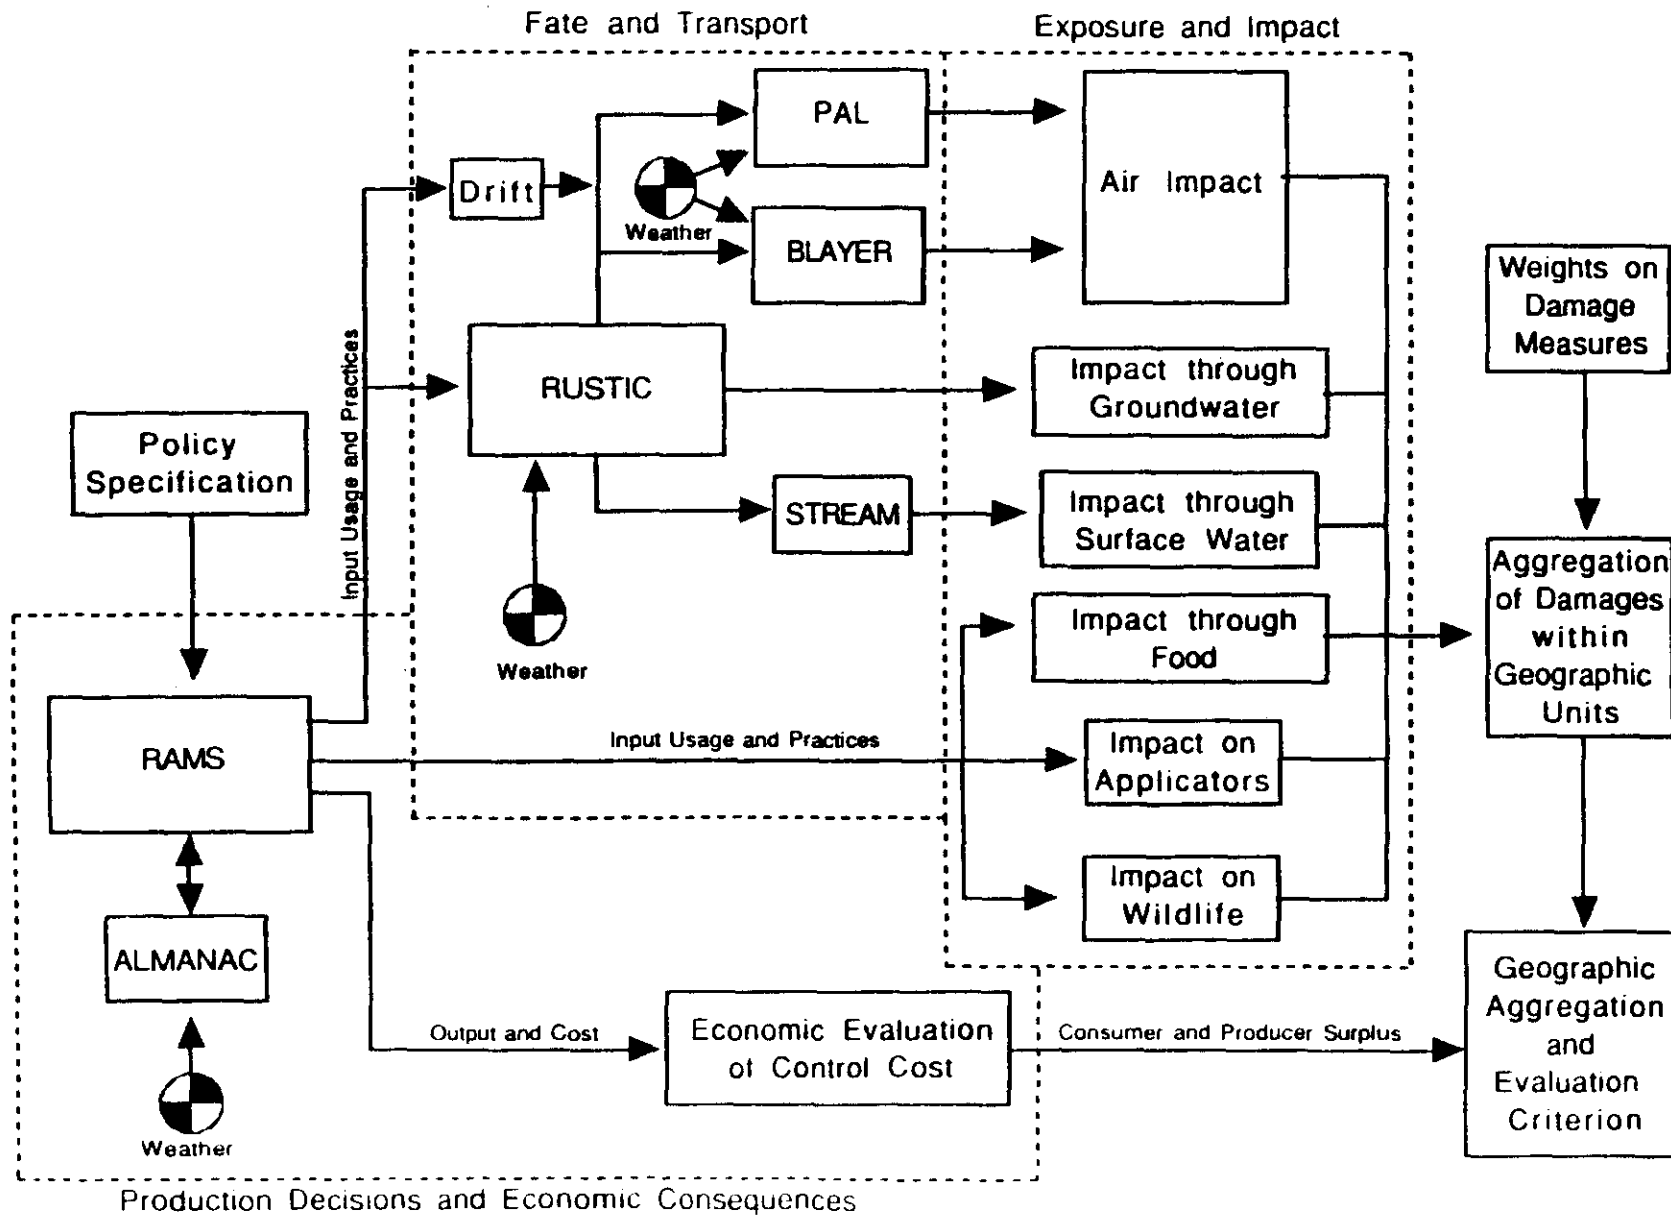 Fate and Transport
Exposure and Impact
PAL
Drift
Weather
BLAYER
Air Impact
Weights on
Damage
Measures
RUSTIC
Impact through
Groundwater
Input Usage and Practices
Policy
Specification
STREAM
Impact through
Surface Water
Aggregation
of Damages
within
Geographic
Units
Impact through
Food
Weather
RAMS
Input Usage and Practices
Impact on
Applicators
Impact on
Wildlife
ALMANAC
Weather
Output and Cost
Economic Evaluation
of Control Cost
Consumer and Producer Surplus
Geographic
Aggregation
and
Evaluation
Criterion
Production Decisions and Economic Consequences